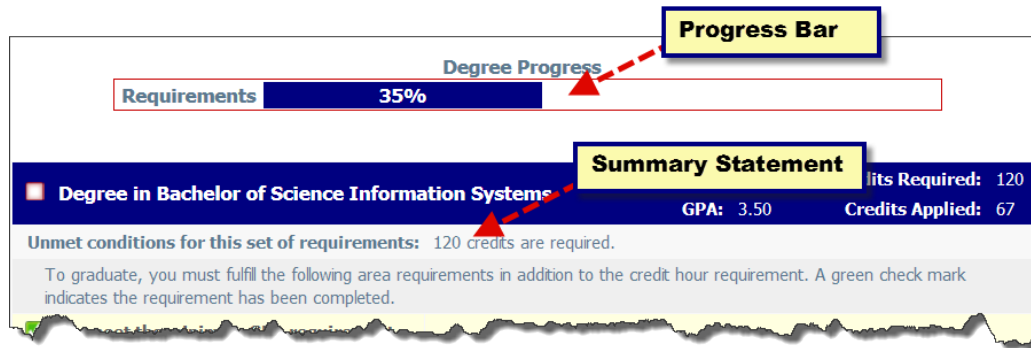 Progress Bar
Degree Progress
Requirements 35%
Summary Statement
Degree in Bachelor of Science Information Systems
Required: 120
GPA: 3.50 Credits Applied: 67
Unmet conditions for this set of requirements: 120 credits are required.
To graduate, you must fulfill the following area requirements in addition to the credit hour requirement. A green check mark
indicates the requirement has been completed.